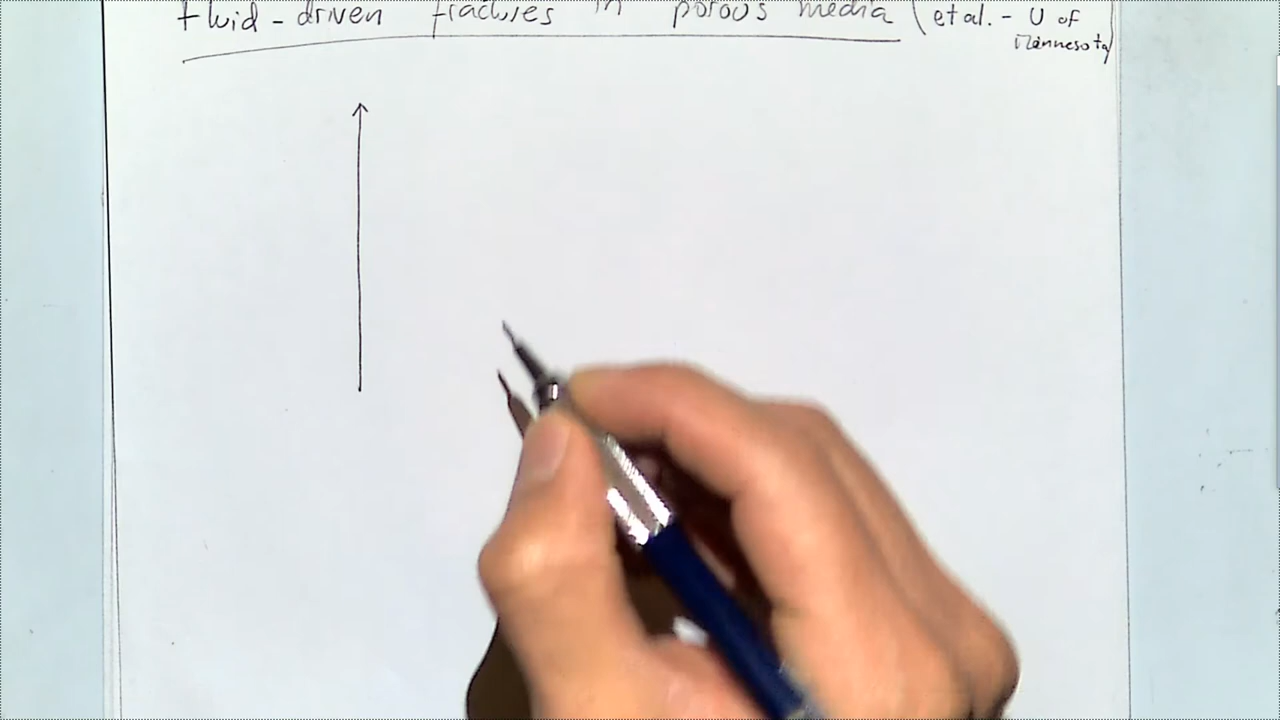 Fluid-driven fractures in porous media (et al. - U of
Minnesota)